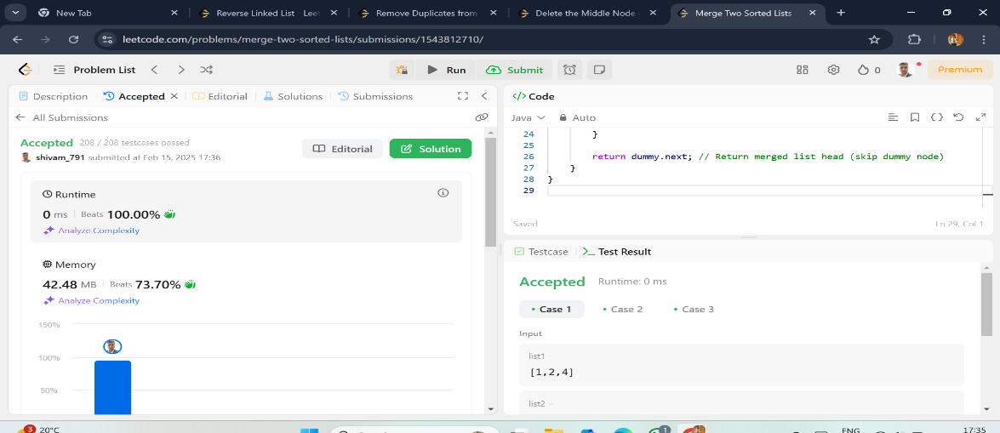 New Tab
Reverse Linked List - Leet
Remove Duplicates from
Delete the Middle Node
Merge Two Sorted Lists
leetcode.com/problems/merge-two-sorted-lists/submissions/1543812710/
Problem List
Run
Submit
0
Premium
Description
Accepted
Editorial
Solutions
Submissions
All Submissions
Accepted 208 / 208 testcases passed
shivam_791 submitted at Feb 15, 2025 17:36
Editorial
Solution
Runtime
0 ms Beats 100.00%
Analyze Complexity
Memory
42.48 MB Beats 73.70%
Analyze Complexity
150%
100%
50%
</> Code
Java
Auto
24 }
25
26 return dummy.next; // Return merged list head (skip dummy node)
27 }
28 }
29
Saved
Ln 29, Col 1
Testcase
>_ Test Result
Accepted Runtime: 0 ms
• Case 1
• Case 2
• Case 3
Input
list1
[1,2,4]
list2 =
3
20°C
1
ENG
17:35